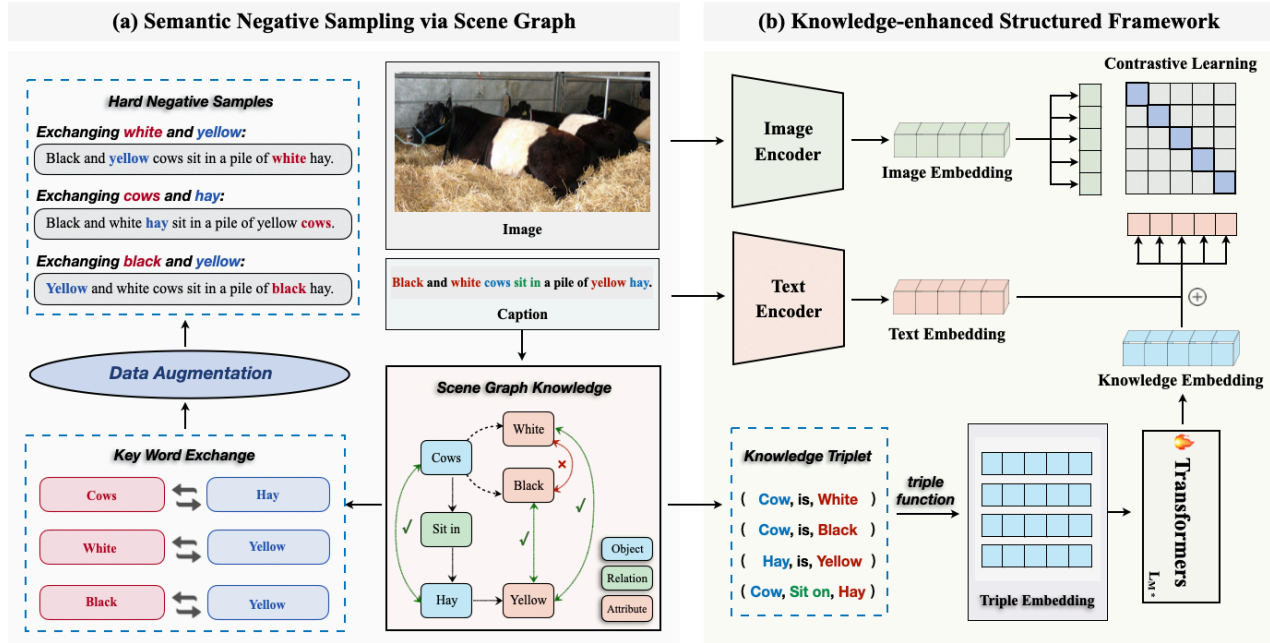 (a) Semantic Negative Sampling via Scene Graph
Hard Negative Samples
Exchanging white and yellow:
Black and yellow cows sit in a pile of white hay.
Exchanging cows and hay:
Black and white hay sit in a pile of yellow cows.
Exchanging black and yellow:
Yellow and white cows sit in a pile of black hay.
Data Augmentation
Key Word Exchange
Cows
Hay
White
Yellow
Black
Yellow
Image
Black and white cows sit in a pile of yellow hay.
Caption
Scene Graph Knowledge
White
Cows
×
Black
√
√
Sit in
√
Object
Relation
Hay
Yellow
Attribute
(b) Knowledge-enhanced Structured Framework
Contrastive Learning
Image
Encoder
Image Embedding
Text
Encoder
Text Embedding
+
Knowledge Embedding
Knowledge Triplet
( Cow, is, White )
( Cow, is, Black )
( Hay, is, Yellow )
( Cow, Sit on, Hay )
triple
function
Triple Embedding
Transformers
LM*